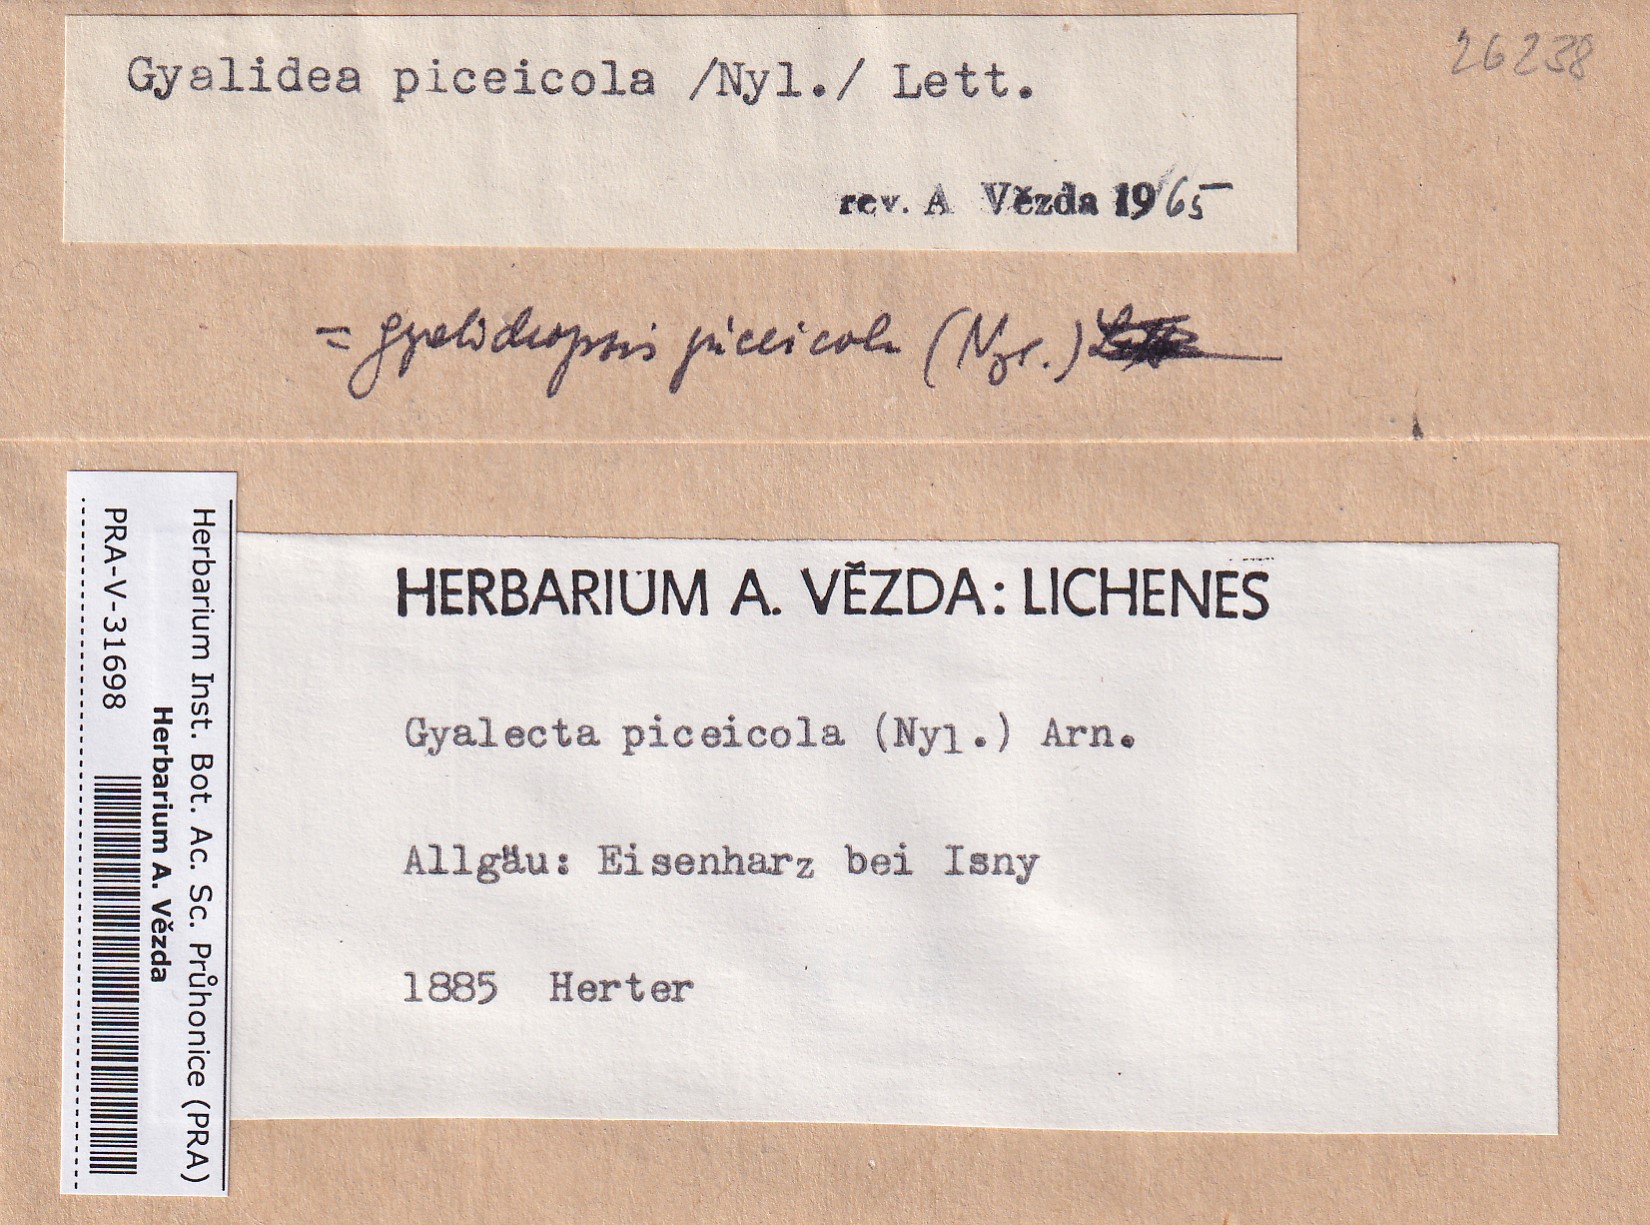 Gyalidea piceicola /Nyl./ Lett.
26238
rev. A Vězda 1965
= Gyalideopsis piceicola (Nyl.)
HERBARIUM A. VĚZDA: LICHENES
Gyalecta piceicola (Nyl.) Arn.
Allgäu: Eisenharz bei Isny
1885 Herter
Herbarium Inst. Bot. Ac. Sc. Průhonice (PRA)
Herbarium A. Vězda
PRA-V-31698